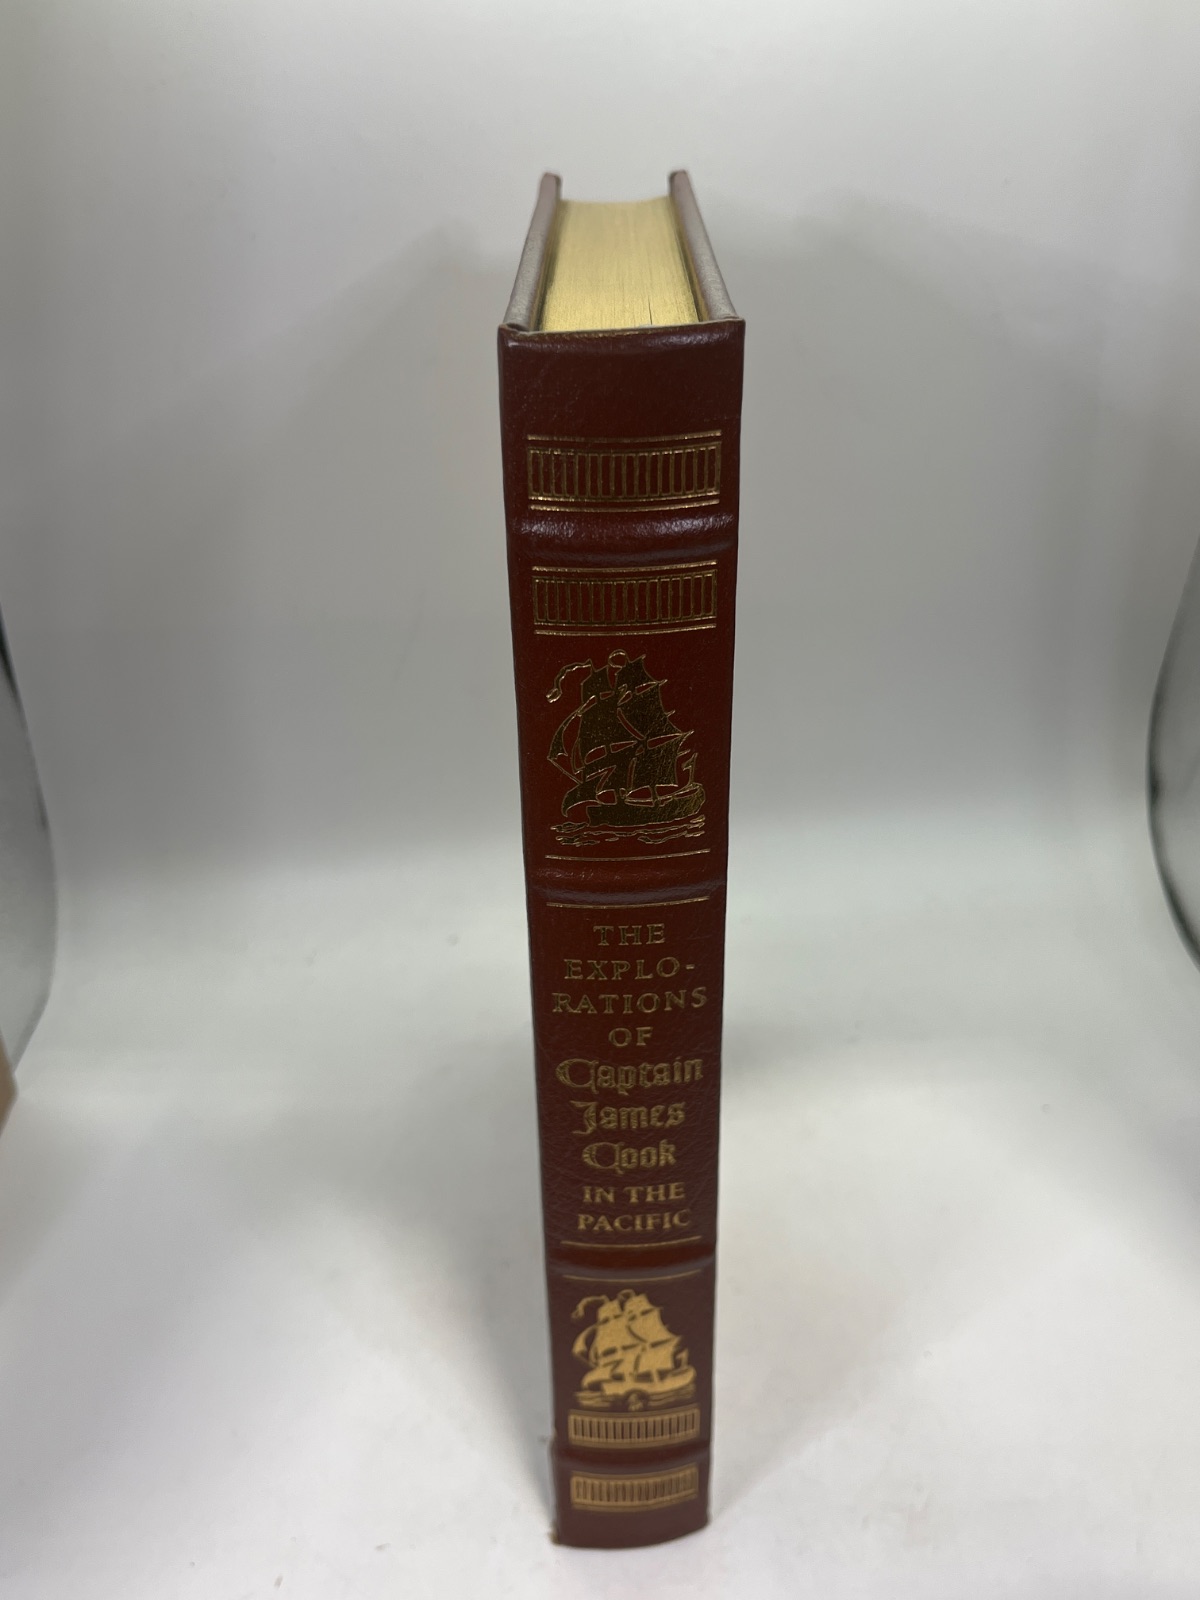 THE
EXPLO-
RATIONS
OF
Captain
James
Cook
IN THE
PACIFIC